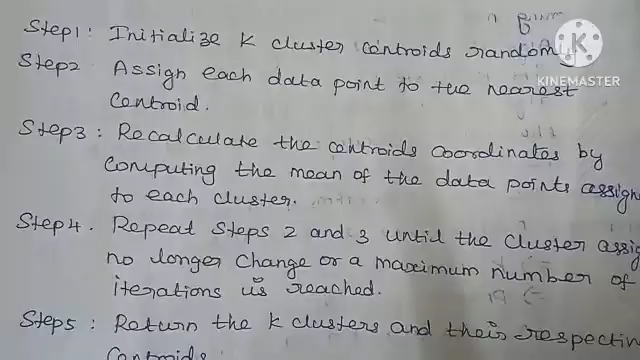 Step1: Initialize K cluster centroids randomly
KINEMASTER
Step2 Assign each data point to the nearest
centroid.
Step3: Recalculate the centroids coordinates by
computing the mean of the data points assign
to each cluster.
Step4. Repeat Steps 2 and 3 until the cluster assig
no longer change or a maximum number of
iterations is reached.
Step5: Return the K clusters and their respectiv
centroids.